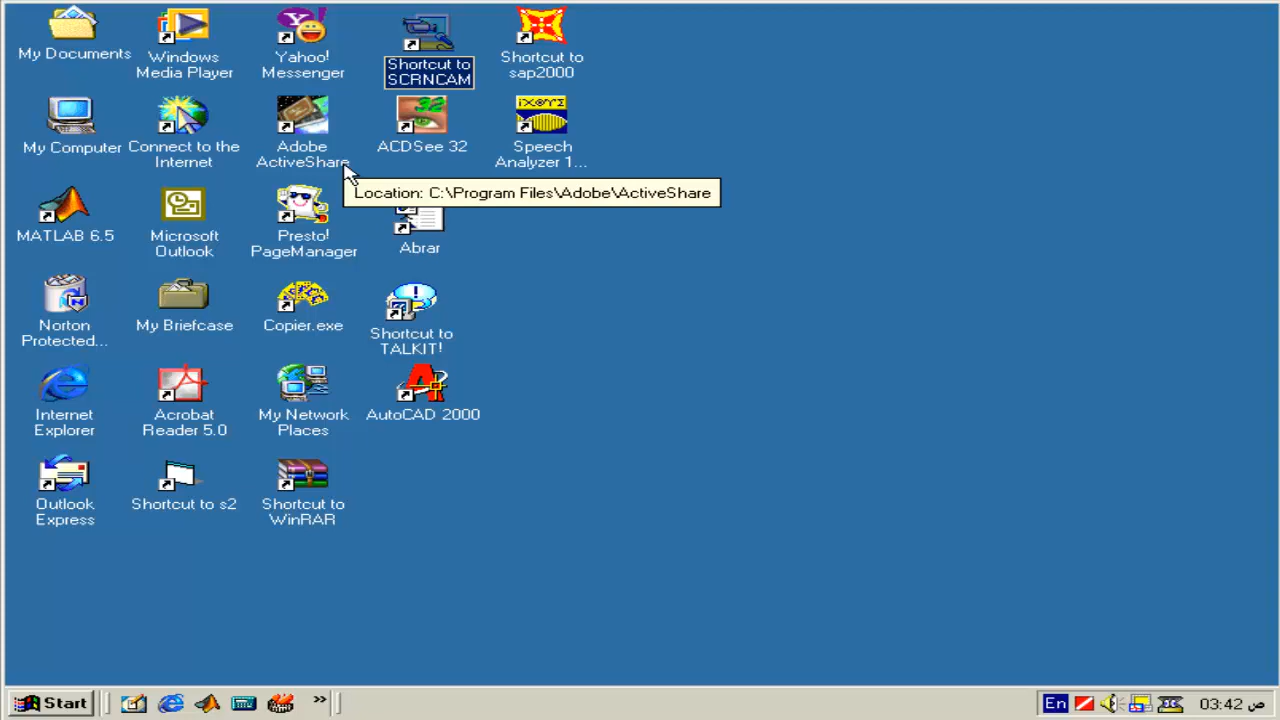 My Documents
Windows
Media Player
Yahoo!
Messenger
Shortcut to
SCRNCAM
Shortcut to
sap2000
My Computer
Connect to the
Internet
Adobe
ActiveShare
32
ACDSee 32
Speech
Analyzer 1...
Location: C:\Program Files\Adobe\ActiveShare
MATLAB 6.5
Microsoft
Outlook
Presto!
PageManager
Abrar
Norton
Protected...
My Briefcase
Copier.exe
Shortcut to
TALKIT!
Internet
Explorer
Acrobat
Reader 5.0
My Network
Places
AutoCAD 2000
Outlook
Express
Shortcut to s2
Shortcut to
WinRAR
Start
»
En
03:42 ص